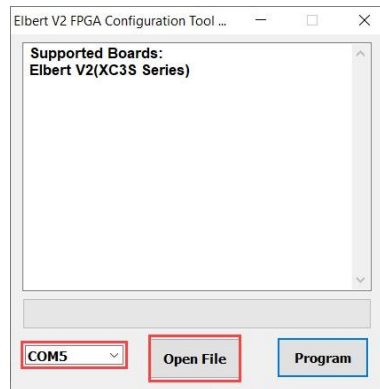 Elbert V2 FPGA Configuration Tool ...
Supported Boards:
Elbert V2(XC3S Series)
COM5
Open File
Program